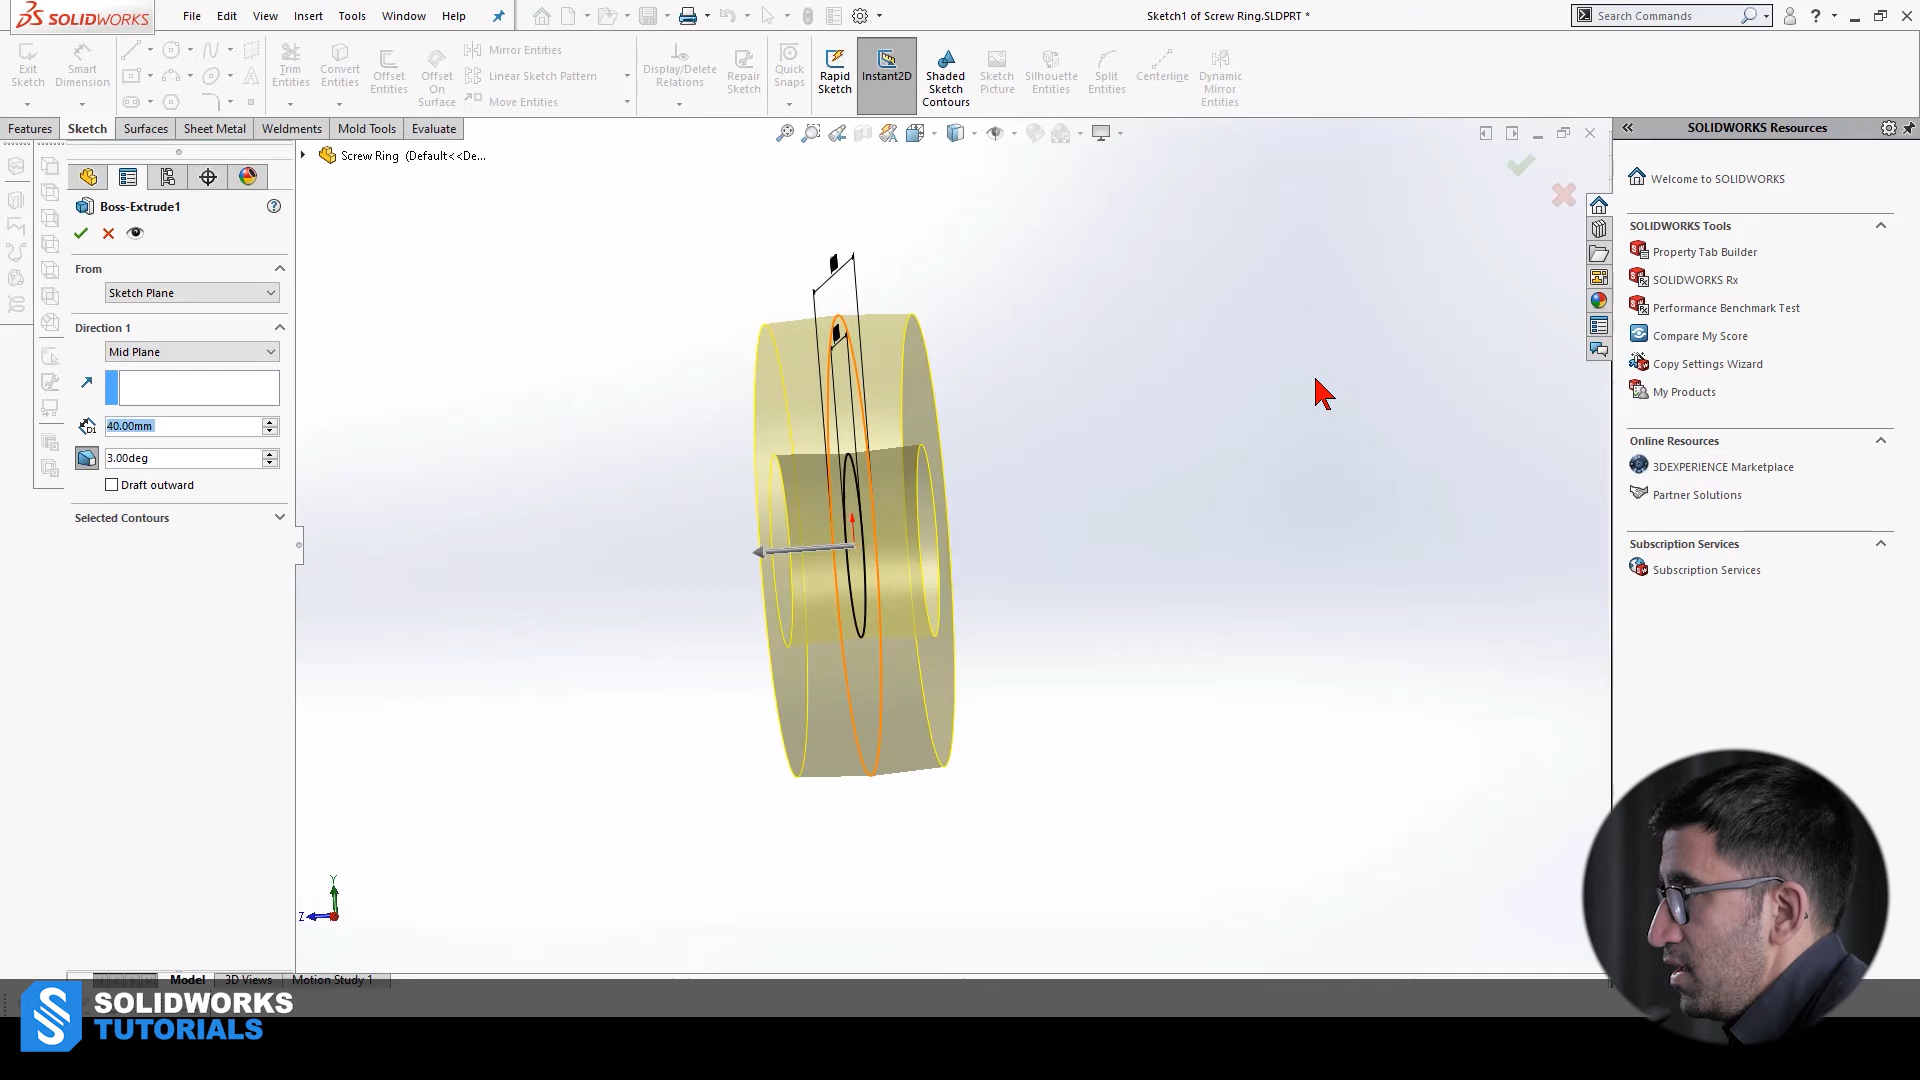 SOLIDWORKS
File Edit View Insert Tools Window Help
Sketch1 of Screw Ring.SLDPRT *
Search Commands
Exit Sketch
Smart Dimension
Trim Entities
Convert Entities
Offset Entities
Offset On Surface
Mirror Entities
Linear Sketch Pattern
Move Entities
Display/Delete Relations
Repair Sketch
Quick Snaps
Rapid Sketch
Instant2D
Shaded Sketch Contours
Sketch Picture
Silhouette Entities
Split Entities
Centerline
Dynamic Mirror Entities
Features Sketch Surfaces Sheet Metal Weldments Mold Tools Evaluate
Screw Ring (Default<<De...
Boss-Extrude1
From
Sketch Plane
Direction 1
Mid Plane
D1
40.00mm
3.00deg
Draft outward
Selected Contours
Y
Z
Model 3D Views Motion Study 1
SOLIDWORKS Resources
Welcome to SOLIDWORKS
SOLIDWORKS Tools
Property Tab Builder
SOLIDWORKS Rx
Performance Benchmark Test
Compare My Score
Copy Settings Wizard
My Products
Online Resources
3DEXPERIENCE Marketplace
Partner Solutions
Subscription Services
Subscription Services
SOLIDWORKS
TUTORIALS